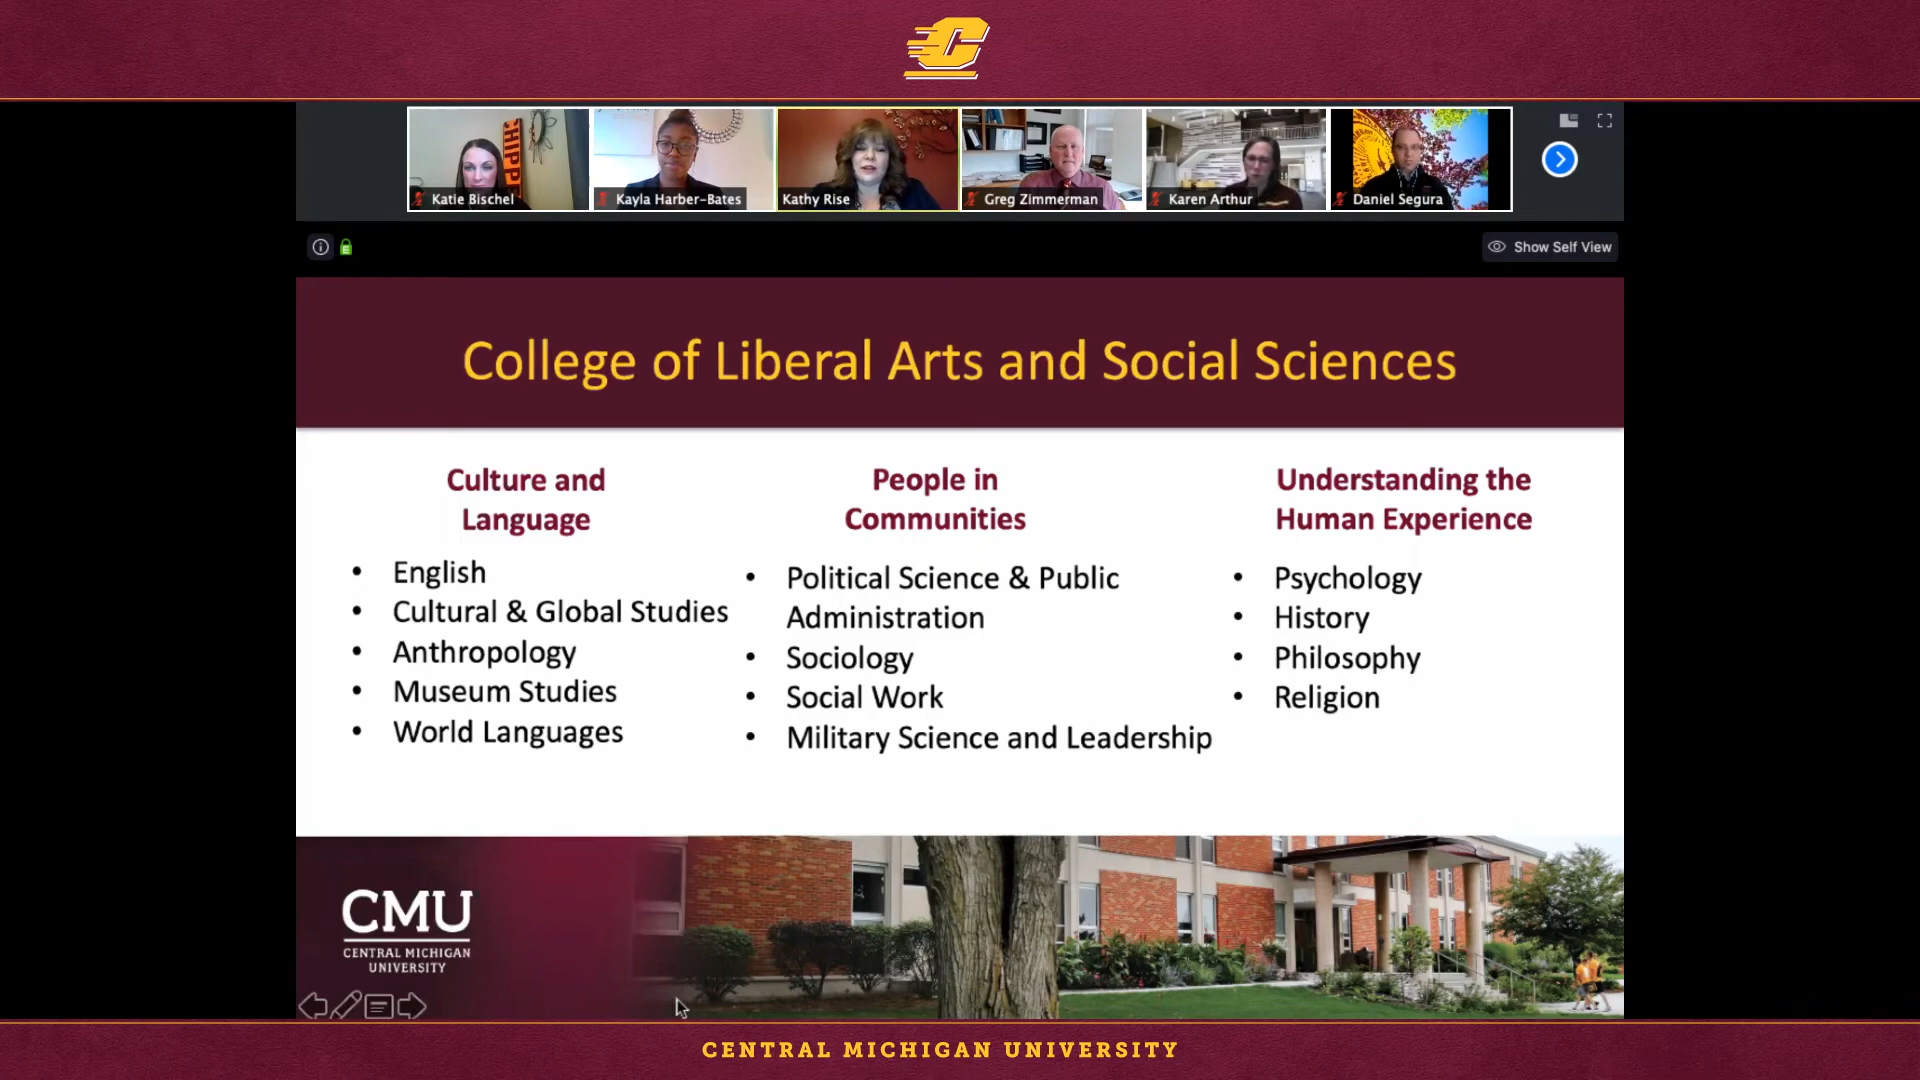 CHIPP
Katie Bischel
Kayla Harber-Bates
Kathy Rise
Greg Zimmerman
Karen Arthur
Daniel Segura
Show Self View
College of Liberal Arts and Social Sciences
Culture and
Language
• English
• Cultural & Global Studies
• Anthropology
• Museum Studies
• World Languages
People in
Communities
• Political Science & Public
Administration
• Sociology
• Social Work
• Military Science and Leadership
Understanding the
Human Experience
• Psychology
• History
• Philosophy
• Religion
CMU
CENTRAL MICHIGAN
UNIVERSITY
CENTRAL MICHIGAN UNIVERSITY